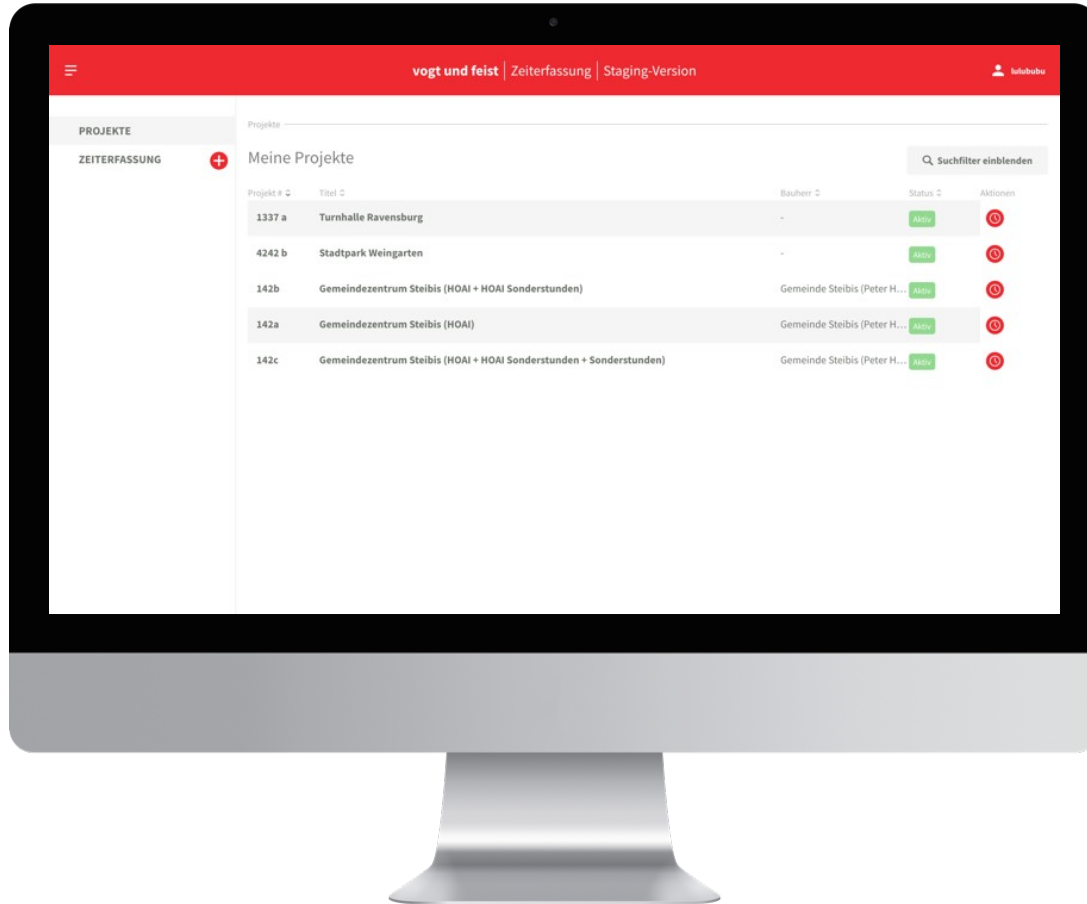 vogt und feist | Zeiterfassung | Staging-Version
lulububu
PROJEKTE
ZEITERFASSUNG
Projekte
Meine Projekte
Suchfilter einblenden
Projekt # Titel Bauherr Status Aktionen
1337 a Turnhalle Ravensburg - Aktiv
4242 b Stadtpark Weingarten - Aktiv
142b Gemeindezentrum Steibis (HOAI + HOAI Sonderstunden) Gemeinde Steibis (Peter H... Aktiv
142a Gemeindezentrum Steibis (HOAI) Gemeinde Steibis (Peter H... Aktiv
142c Gemeindezentrum Steibis (HOAI + HOAI Sonderstunden + Sonderstunden) Gemeinde Steibis (Peter H... Aktiv